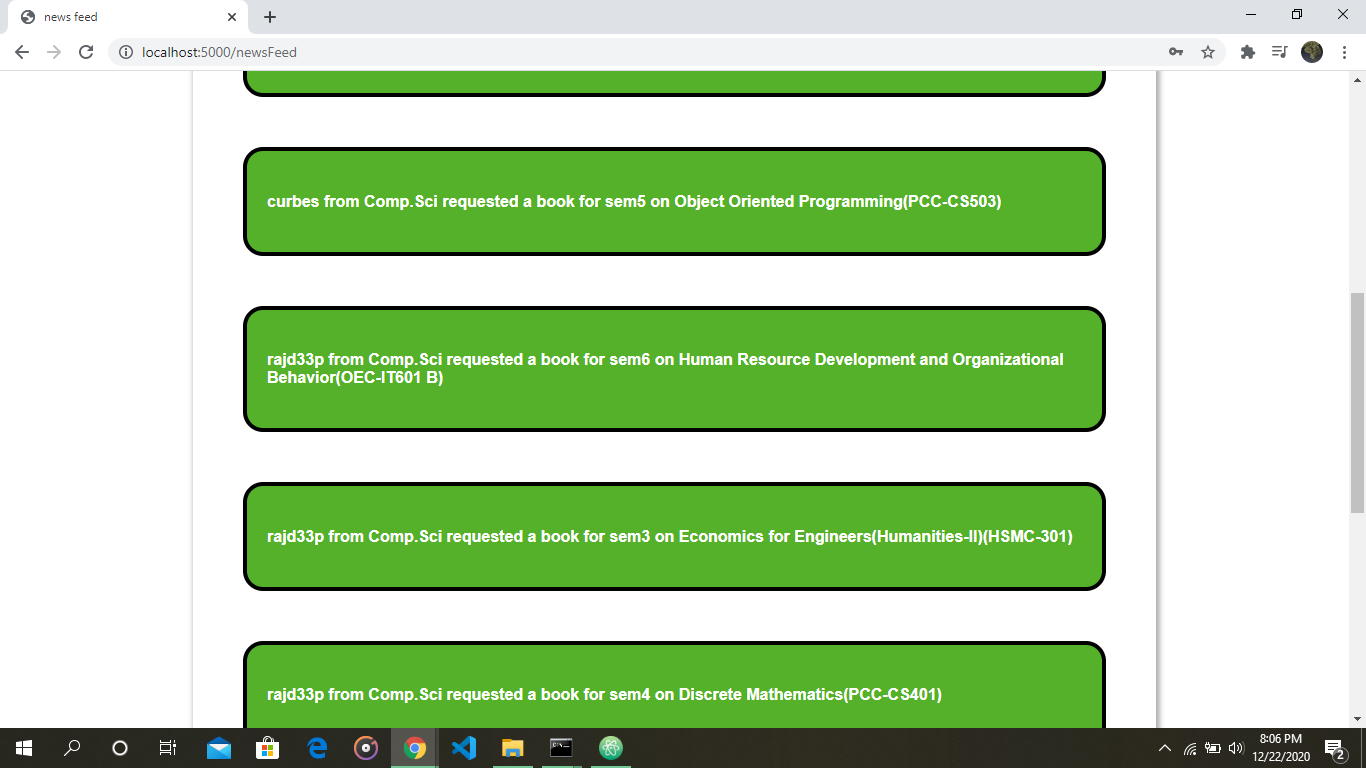 news feed
localhost:5000/newsFeed
curbes from Comp.Sci requested a book for sem5 on Object Oriented Programming(PCC-CS503)
rajd33p from Comp.Sci requested a book for sem6 on Human Resource Development and Organizational
Behavior(OEC-IT601 B)
rajd33p from Comp.Sci requested a book for sem3 on Economics for Engineers(Humanities-II)(HSMC-301)
rajd33p from Comp.Sci requested a book for sem4 on Discrete Mathematics(PCC-CS401)
8:06 PM
12/22/2020
2